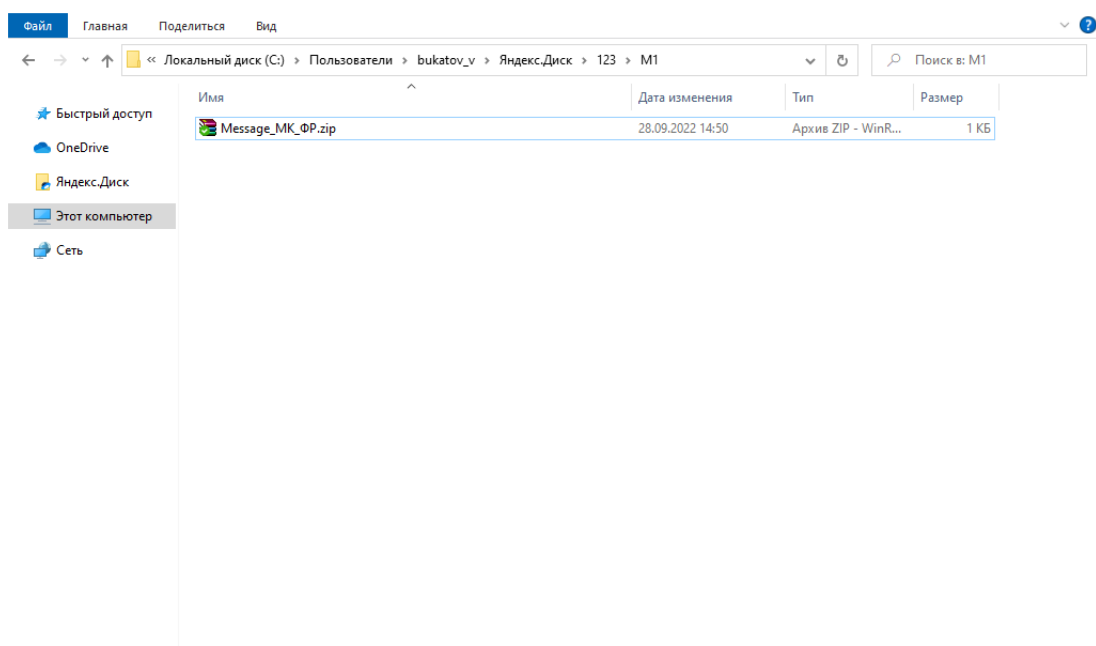 Файл Главная Поделиться Вид ?
« Локальный диск (C:) › Пользователи › bukatov_v › Яндекс.Диск › 123 › M1 Поиск в: M1
Имя Дата изменения Тип Размер
Message_МК_ФР.zip 28.09.2022 14:50 Архив ZIP - WinR... 1 КБ
Быстрый доступ
OneDrive
Яндекс.Диск
Этот компьютер
Сеть